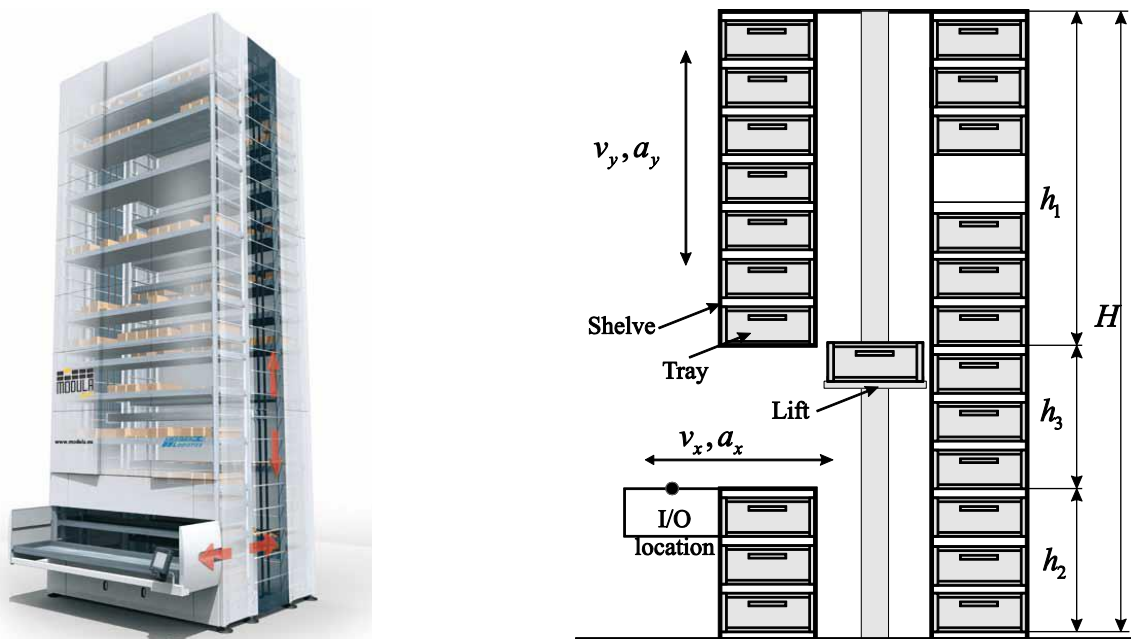 MODULA
www.modula.eu
v_y, a_y
Shelve
Tray
Lift
v_x, a_x
I/O
location
h_1
h_3
h_2
H